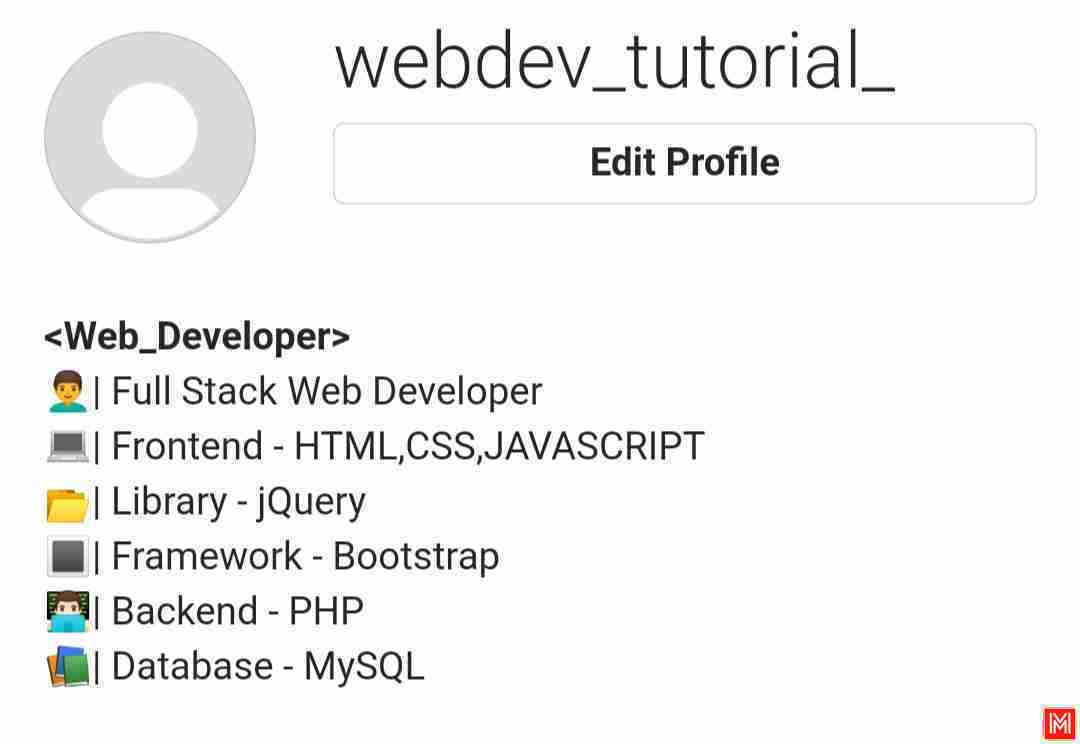 webdev_tutorial_
Edit Profile
<Web_Developer>
👨‍🦱| Full Stack Web Developer
💻| Frontend - HTML,CSS,JAVASCRIPT
📂| Library - jQuery
🔳| Framework - Bootstrap
👨🏻‍💻| Backend - PHP
📚| Database - MySQL
M